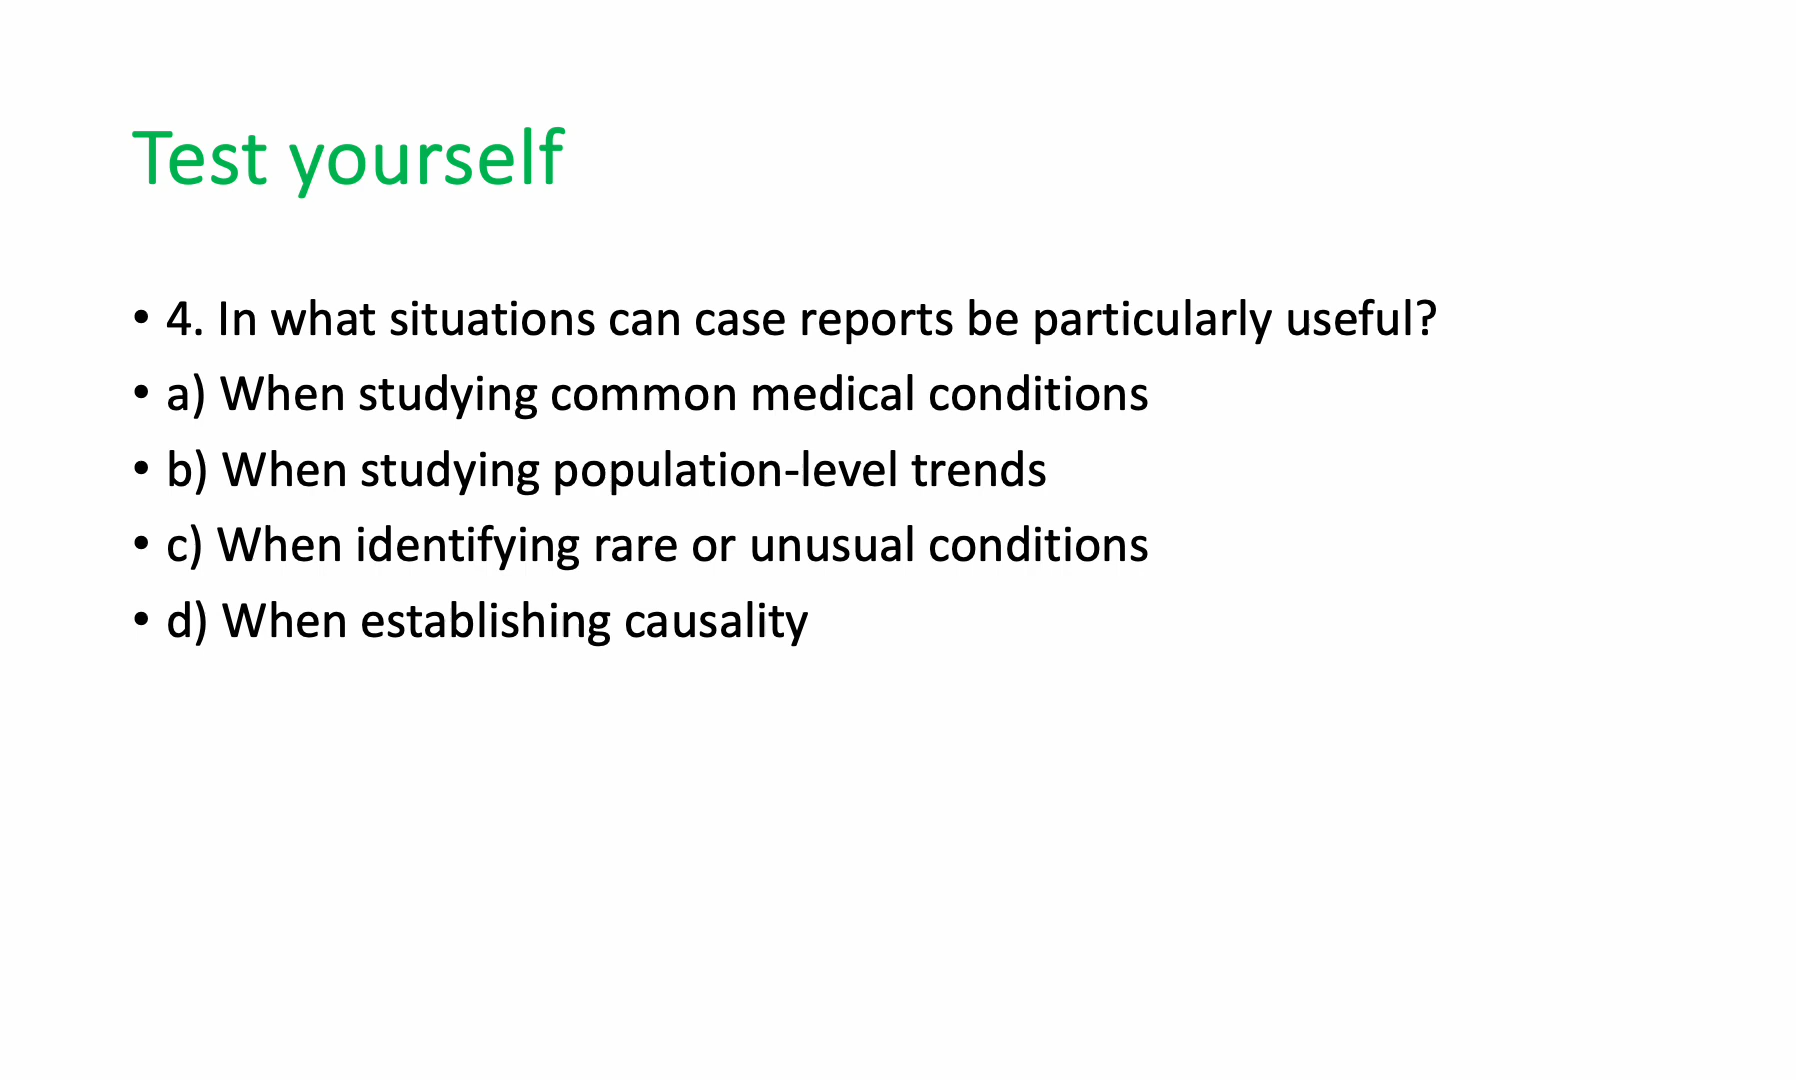 Test yourself
• 4. In what situations can case reports be particularly useful?
• a) When studying common medical conditions
• b) When studying population-level trends
• c) When identifying rare or unusual conditions
• d) When establishing causality